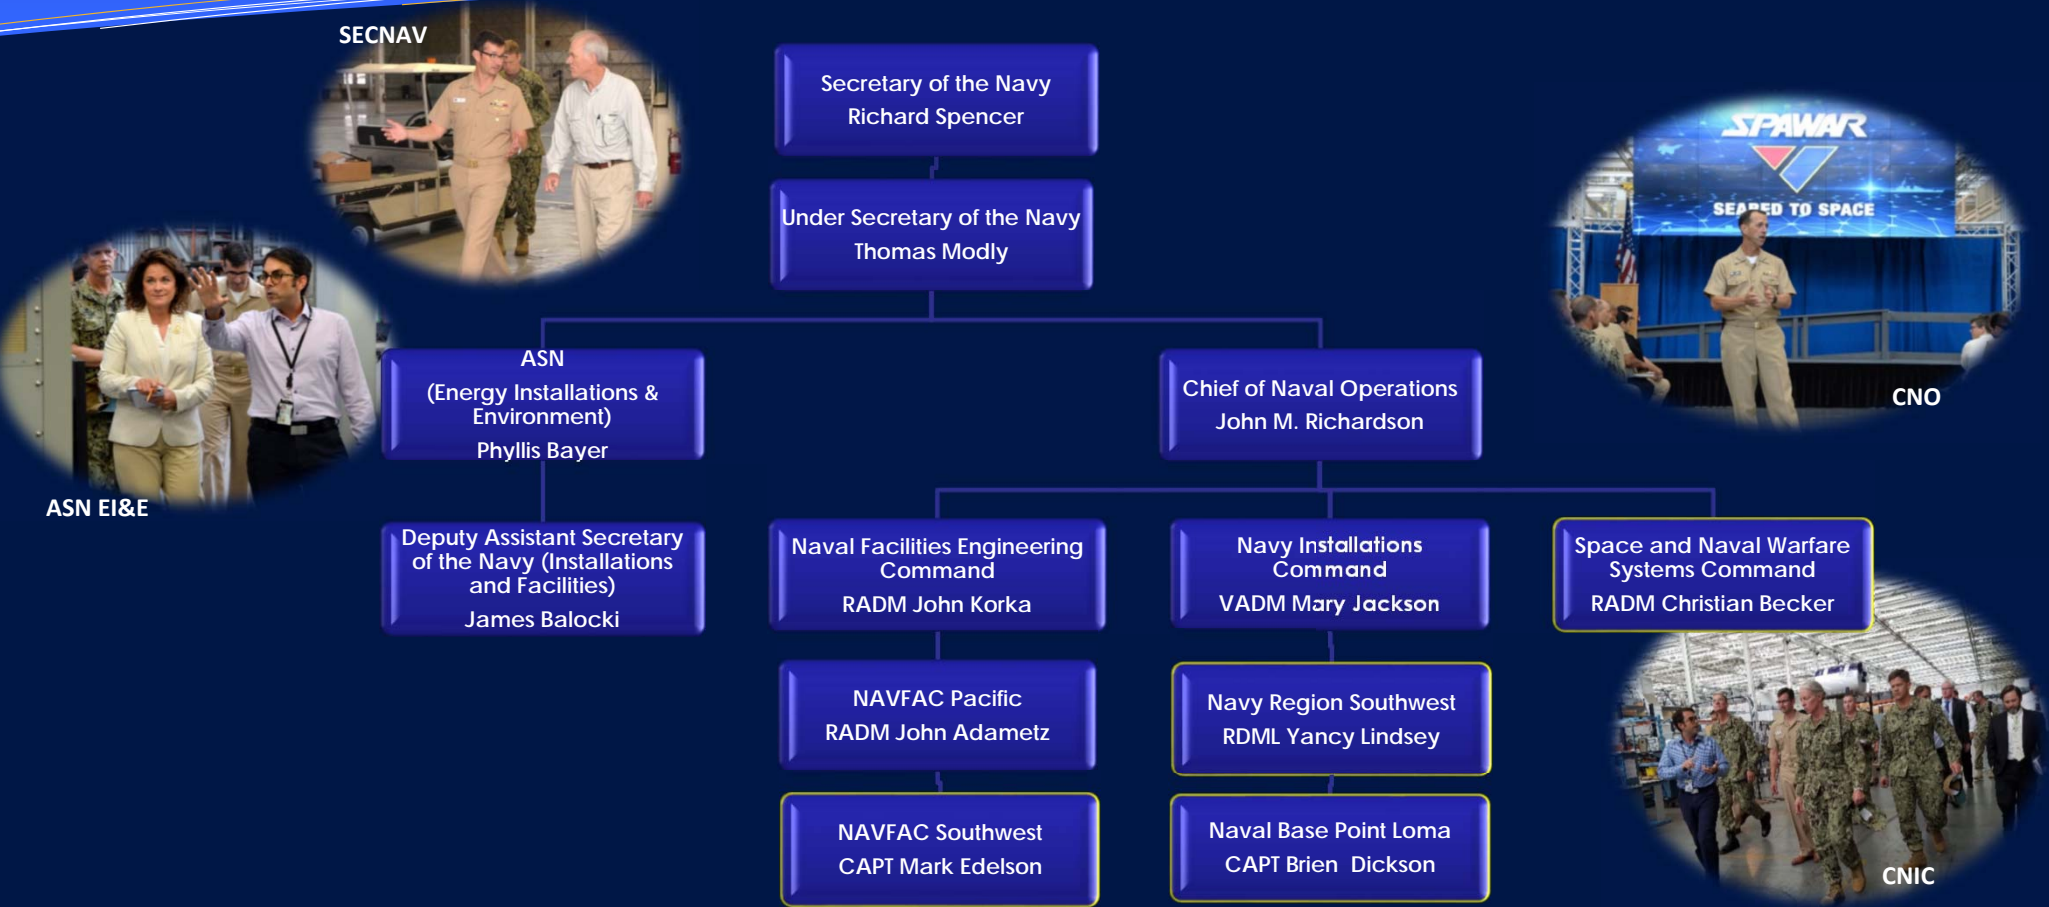 SECNAV
Secretary of the Navy
Richard Spencer
Under Secretary of the Navy
Thomas Modly
SPAWAR
SEABED TO SPACE
CNO
ASN EI&E
ASN
(Energy Installations &
Environment)
Phyllis Bayer
Chief of Naval Operations
John M. Richardson
Deputy Assistant Secretary
of the Navy (Installations
and Facilities)
James Balocki
Naval Facilities Engineering
Command
RADM John Korka
Navy Installations
Command
VADM Mary Jackson
Space and Naval Warfare
Systems Command
RADM Christian Becker
NAVFAC Pacific
RADM John Adametz
Navy Region Southwest
RDML Yancy Lindsey
NAVFAC Southwest
CAPT Mark Edelson
Naval Base Point Loma
CAPT Brien  Dickson
CNIC